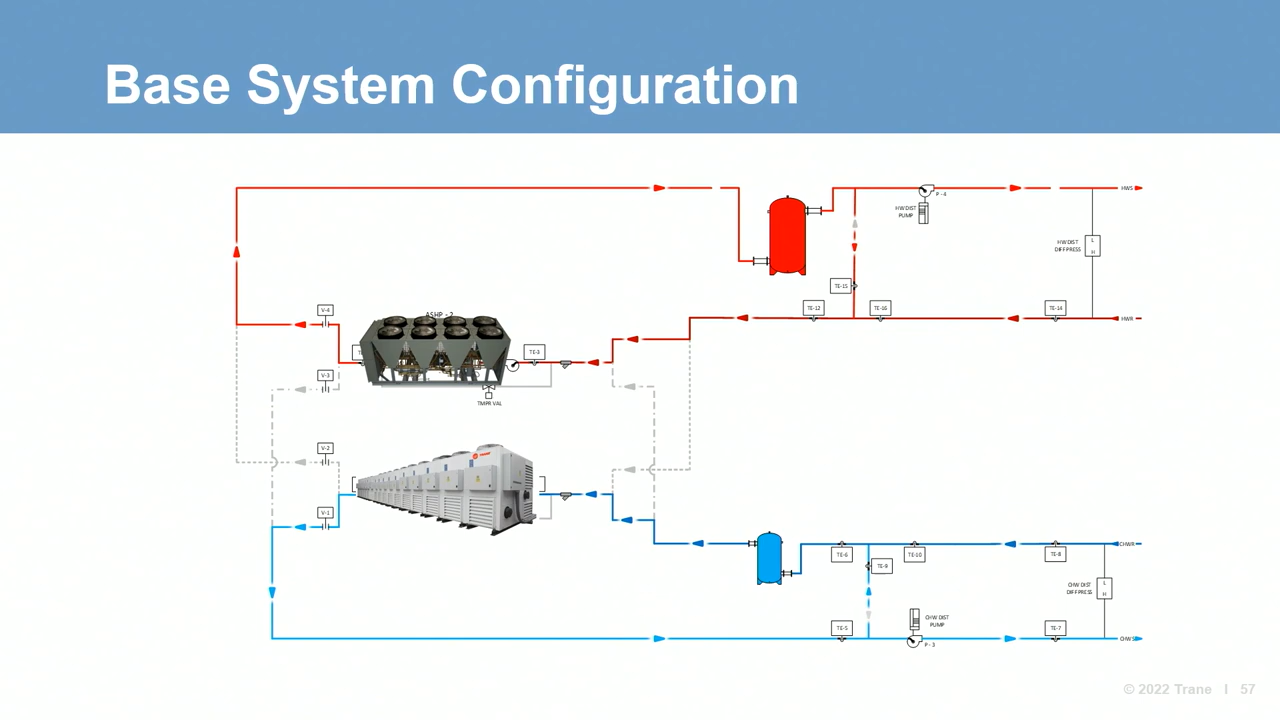 Base System Configuration
HWS
P - 4
HW DIST
PUMP
HW DIST
DIFF PRESS
L
H
TE-15
TE-12
TE-16
TE-14
HWR
V-4
ASHP - 2
TE-3
V-3
TMPR VAL
V-2
V-1
TRANE
CHWR
TE-6
TE-10
TE-8
TE-9
CHW DIST
DIFF PRESS
L
H
CHW DIST
PUMP
TE-5
TE-7
P - 3
CHWS
© 2022 Trane I 57